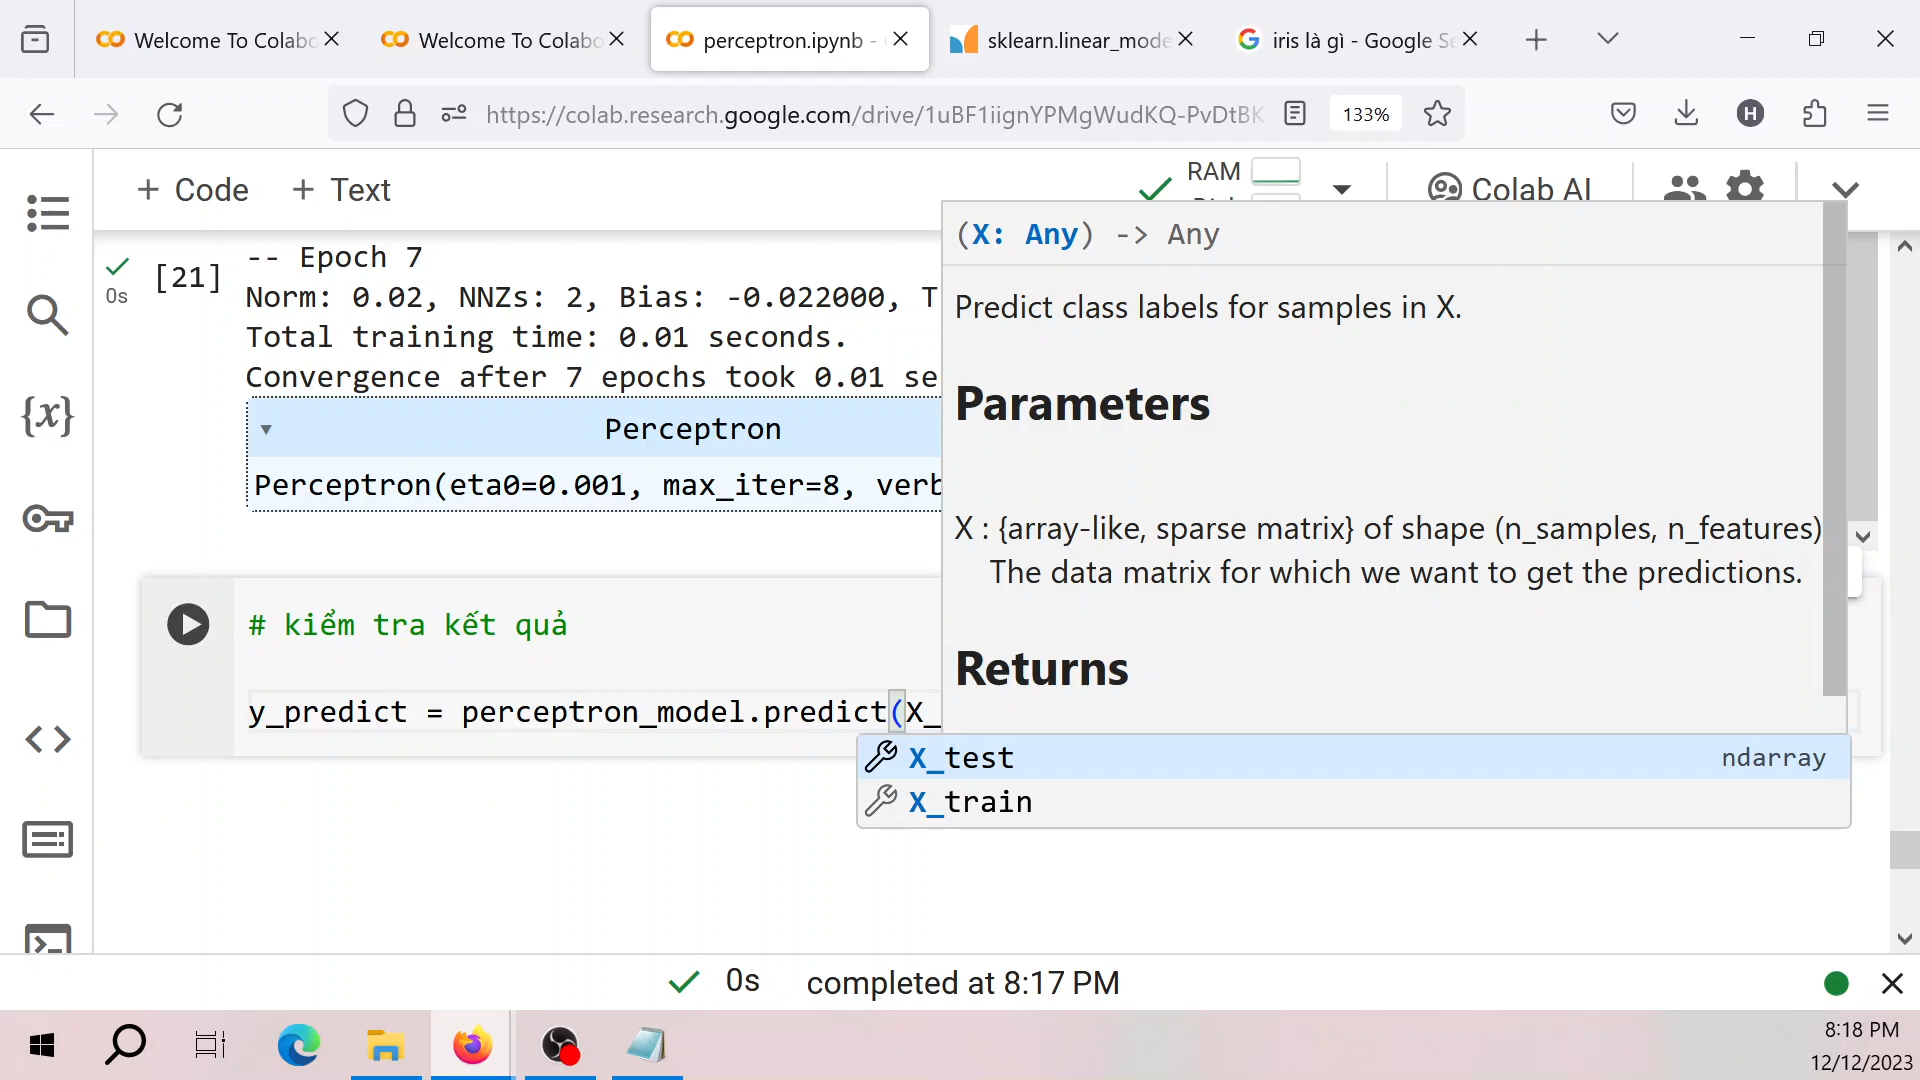 Welcome To Colabo
Welcome To Colabo
perceptron.ipynb -
sklearn.linear_mode
iris là gì - Google Se
https://colab.research.google.com/drive/1uBF1iignYPMgWudKQ-PvDtBK
133%
H
+ Code + Text
RAM
Colab AI
{x}
0s
[21]
-- Epoch 7
Norm: 0.02, NNZs: 2, Bias: -0.022000, T
Total training time: 0.01 seconds.
Convergence after 7 epochs took 0.01 se
Perceptron
Perceptron(eta0=0.001, max_iter=8, verb
(X: Any) -> Any
Predict class labels for samples in X.
Parameters
X : {array-like, sparse matrix} of shape (n_samples, n_features)
The data matrix for which we want to get the predictions.
Returns
# kiểm tra kết quả
y_predict = perceptron_model.predict(X_
X_test ndarray
X_train
0s completed at 8:17 PM
8:18 PM
12/12/2023